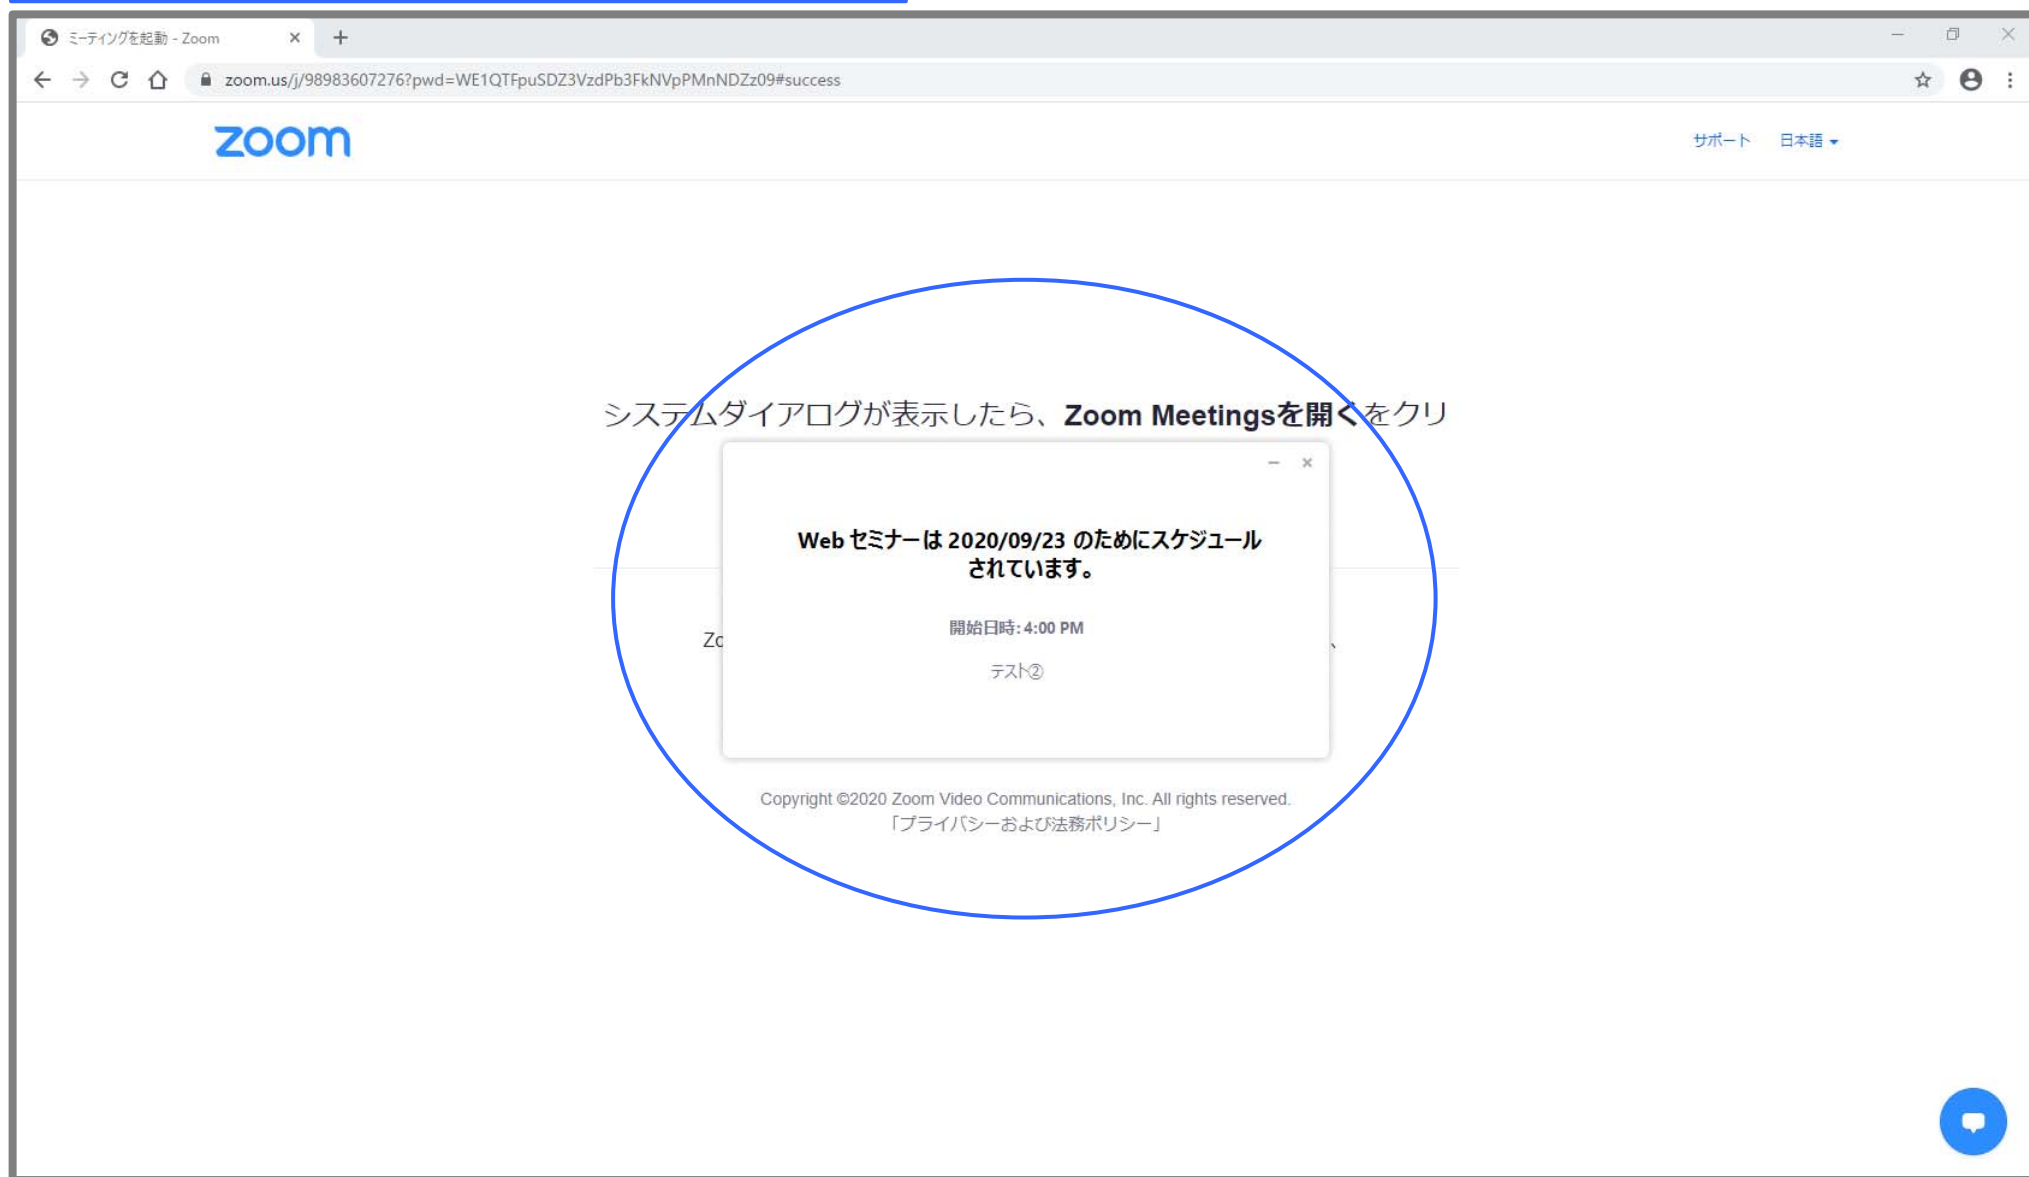 ミーティングを起動 - Zoom
zoom.us/j/98983607276?pwd=WE1QTFpuSDZ3VzdPb3FkNVpPMnNDZz09#success
zoom
サポート 日本語
システムダイアログが表示したら、Zoom Meetingsを開くをクリ
Web セミナーは 2020/09/23 のためにスケジュール
されています。
開始日時: 4:00 PM
Zo
、
テスト②
Copyright ©2020 Zoom Video Communications, Inc. All rights reserved.
「プライバシーおよび法務ポリシー」